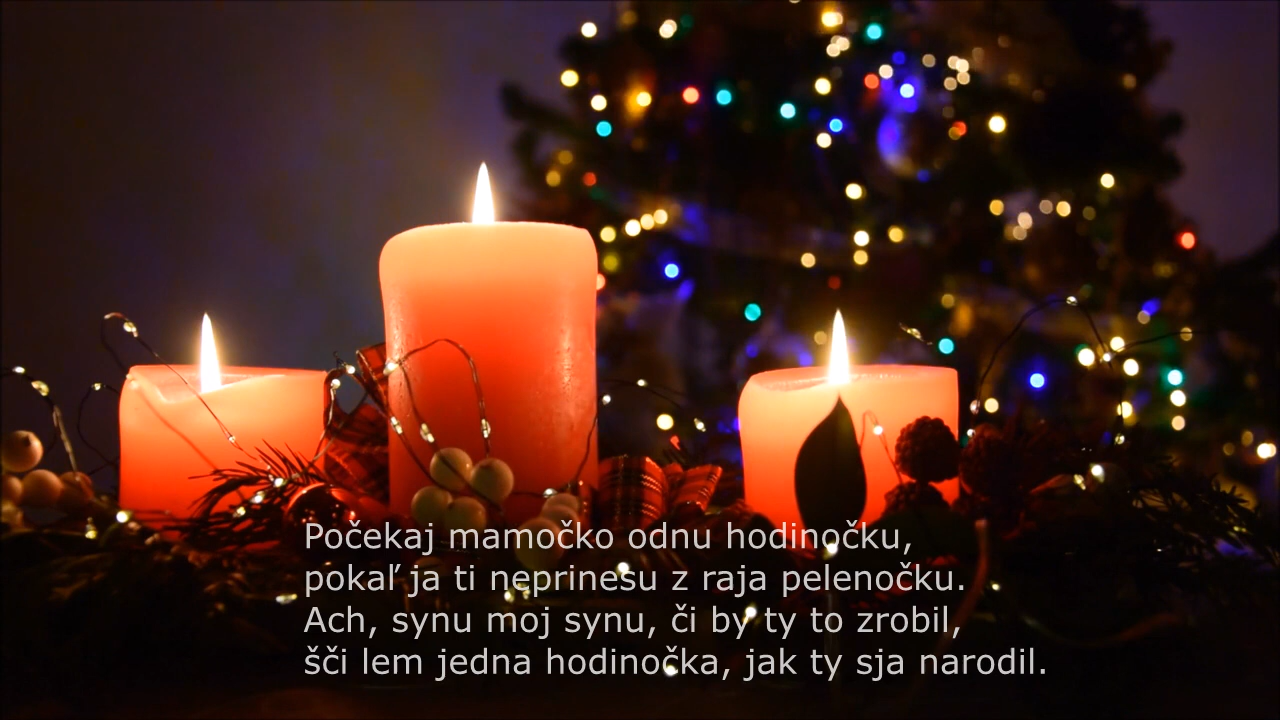 Počekaj mamočko odnu hodinočku,
pokaľ ja ti neprinesu z raja pelenočku.
Ach, synu moj synu, či by ty to zrobil,
šči lem jedna hodinočka, jak ty sja narodil.